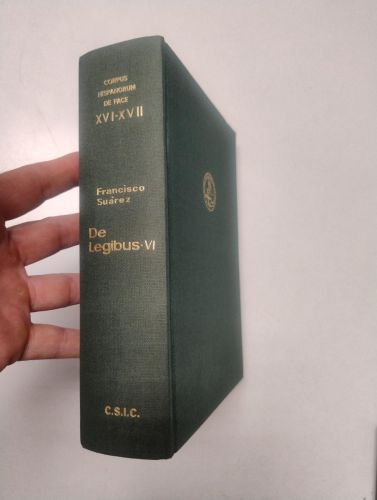 CORPUS
HISPANORUM
DE PACE
XVI-XVII
Francisco
Suárez
De
Legibus-VI
C.S.I.C.